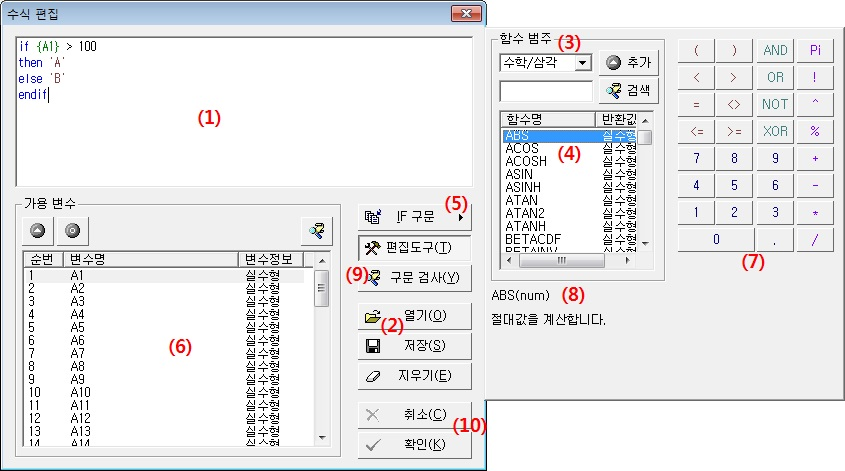 수식 편집
if {A1} > 100
then 'A'
else 'B'
endif
(1)
가용 변수
순번 변수명 변수정보
1 A1 실수형
2 A2 실수형
3 A3 실수형
4 A4 실수형
5 A5 실수형
6 A6 실수형
7 A7 실수형
8 A8 실수형
9 A9 실수형
10 A10 실수형
11 A11 실수형
12 A12 실수형
13 A13 실수형
14 A14 실수형
(6)
(5)
IF 구문
편집도구(T)
(9)
구문 검사(Y)
열기(O)
(2)
저장(S)
지우기(E)
취소(C)
(10)
확인(K)
함수 범주
(3)
수학/삼각 추가
검색
함수명 반환값
ABS 실수형
ACOS 실수형
ACOSH 실수형
ASIN 실수형
ASINH 실수형
ATAN 실수형
ATAN2 실수형
ATANH 실수형
BETACDF 실수형
BETAINV 실수형
(4)
ABS(num)
(8)
절대값을 계산합니다.
( ) AND Pi
< > OR !
= <> NOT ^
<= >= XOR %
7 8 9 +
4 5 6 -
1 2 3 *
0 . /
(7)